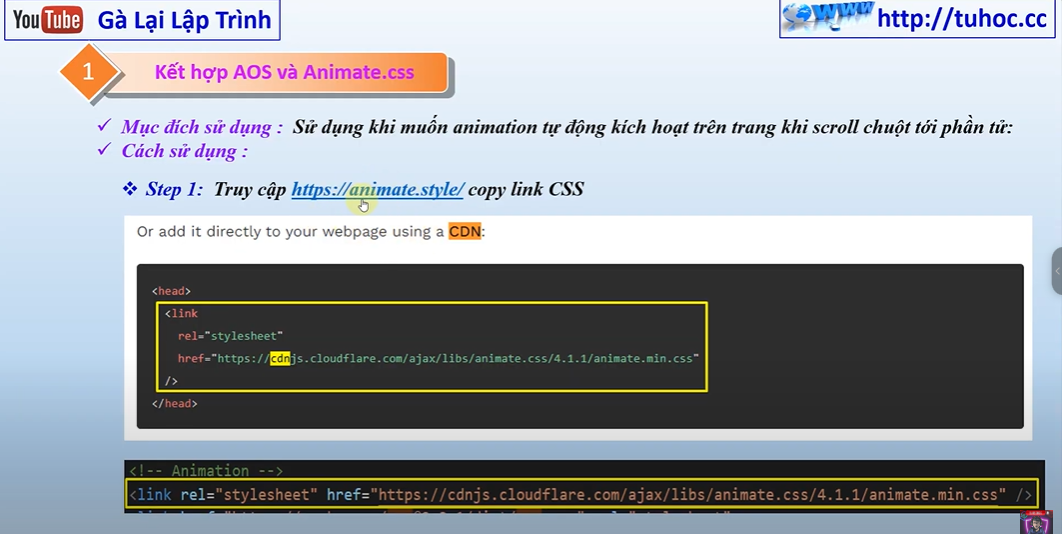 YouTube Gà Lại Lập Trình
WWW http://tuhoc.cc
1 Kết hợp AOS và Animate.css
✓ Mục đích sử dụng : Sử dụng khi muốn animation tự động kích hoạt trên trang khi scroll chuột tới phần tử:
✓ Cách sử dụng :
❖ Step 1: Truy cập https://animate.style/ copy link CSS
Or add it directly to your webpage using a CDN:
<head>
<link
rel="stylesheet"
href="https://cdnjs.cloudflare.com/ajax/libs/animate.css/4.1.1/animate.min.css"
/>
</head>
<!-- Animation -->
<link rel="stylesheet" href="https://cdnjs.cloudflare.com/ajax/libs/animate.css/4.1.1/animate.min.css" />